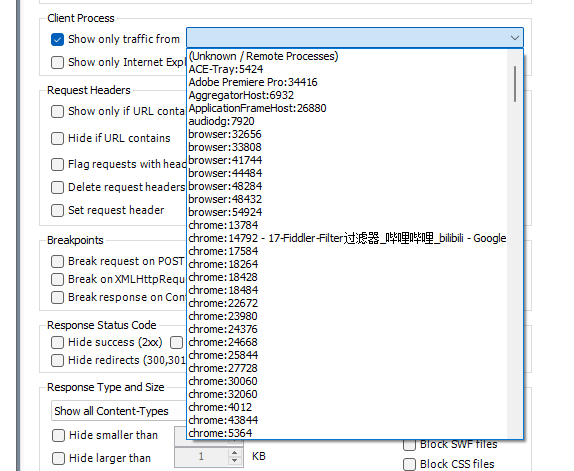 Client Process
Show only traffic from
Show only Internet Expl
(Unknown / Remote Processes)
ACE-Tray:5424
Adobe Premiere Pro:34416
AggregatorHost:6932
ApplicationFrameHost:26880
audiodg:7920
browser:32656
browser:33808
browser:41744
browser:44484
browser:48284
browser:48432
browser:54924
chrome:13784
chrome:14792 - 17-Fiddler-Filter过滤器_哔哩哔哩_bilibili - Google
chrome:17584
chrome:18264
chrome:18428
chrome:18484
chrome:22672
chrome:23980
chrome:24376
chrome:24668
chrome:25844
chrome:27728
chrome:30060
chrome:32060
chrome:4012
chrome:43844
chrome:5364
Request Headers
Show only if URL conta
Hide if URL contains
Flag requests with head
Delete request headers
Set request header
Breakpoints
Break request on POST
Break on XMLHttpRequ
Break response on Con
Response Status Code
Hide success (2xx)
Hide redirects (300,301
Response Type and Size
Show all Content-Types
Hide smaller than
Hide larger than 1 KB
Block SWF files
Block CSS files